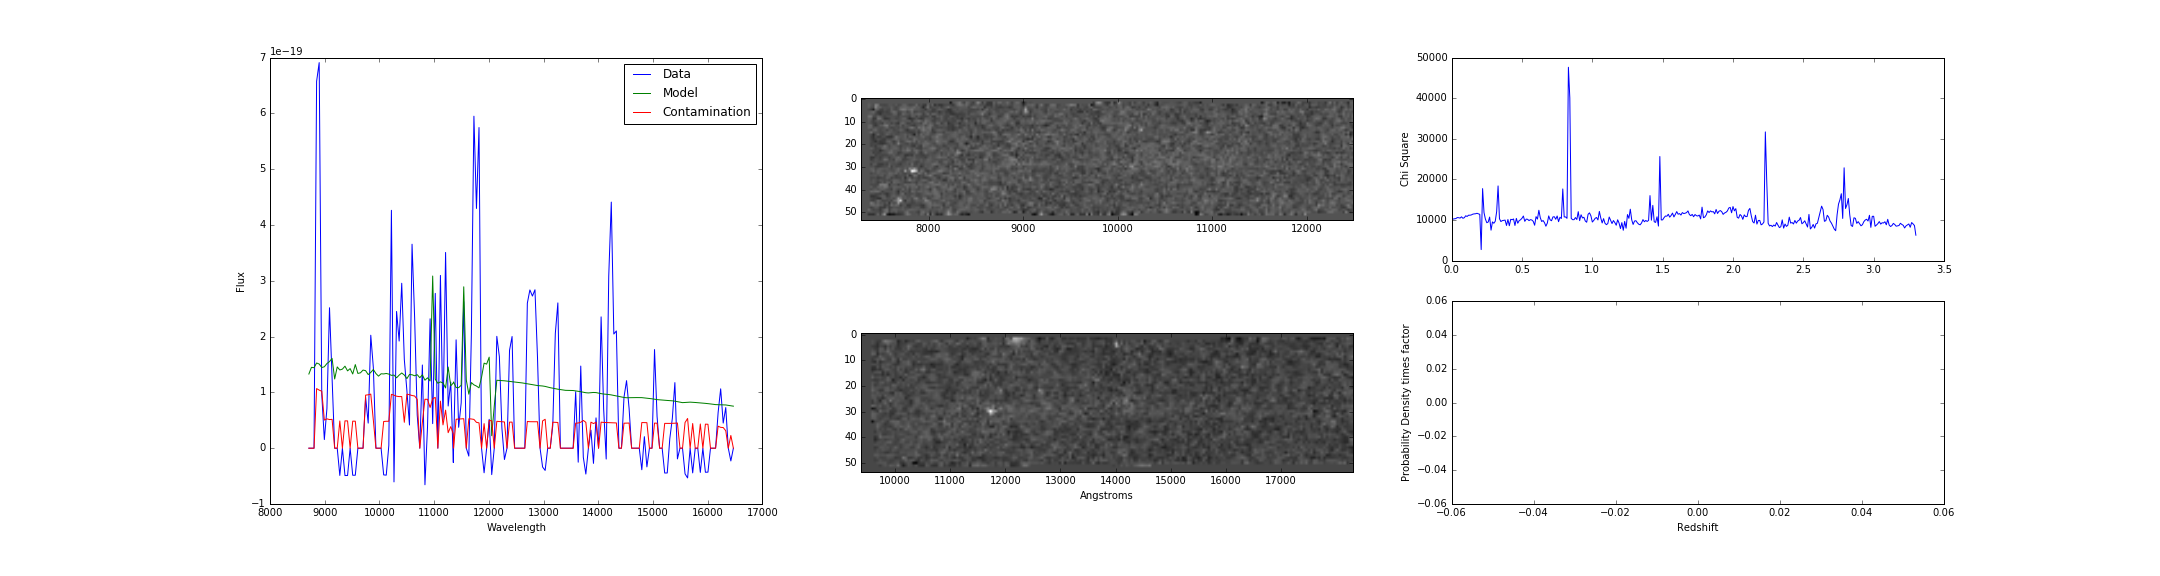 1e−19
7
6
5
4
3
2
1
0
−1
Flux
8000 9000 10000 11000 12000 13000 14000 15000 16000 17000
Wavelength
Data
Model
Contamination
0
10
20
30
40
50
8000 9000 10000 11000 12000
0
10
20
30
40
50
10000 11000 12000 13000 14000 15000 16000 17000
Angstroms
50000
40000
30000
20000
10000
0
Chi Square
0.0 0.5 1.0 1.5 2.0 2.5 3.0 3.5
0.06
0.04
0.02
0.00
−0.02
−0.04
−0.06
Probability Density times factor
−0.06 −0.04 −0.02 0.00 0.02 0.04 0.06
Redshift